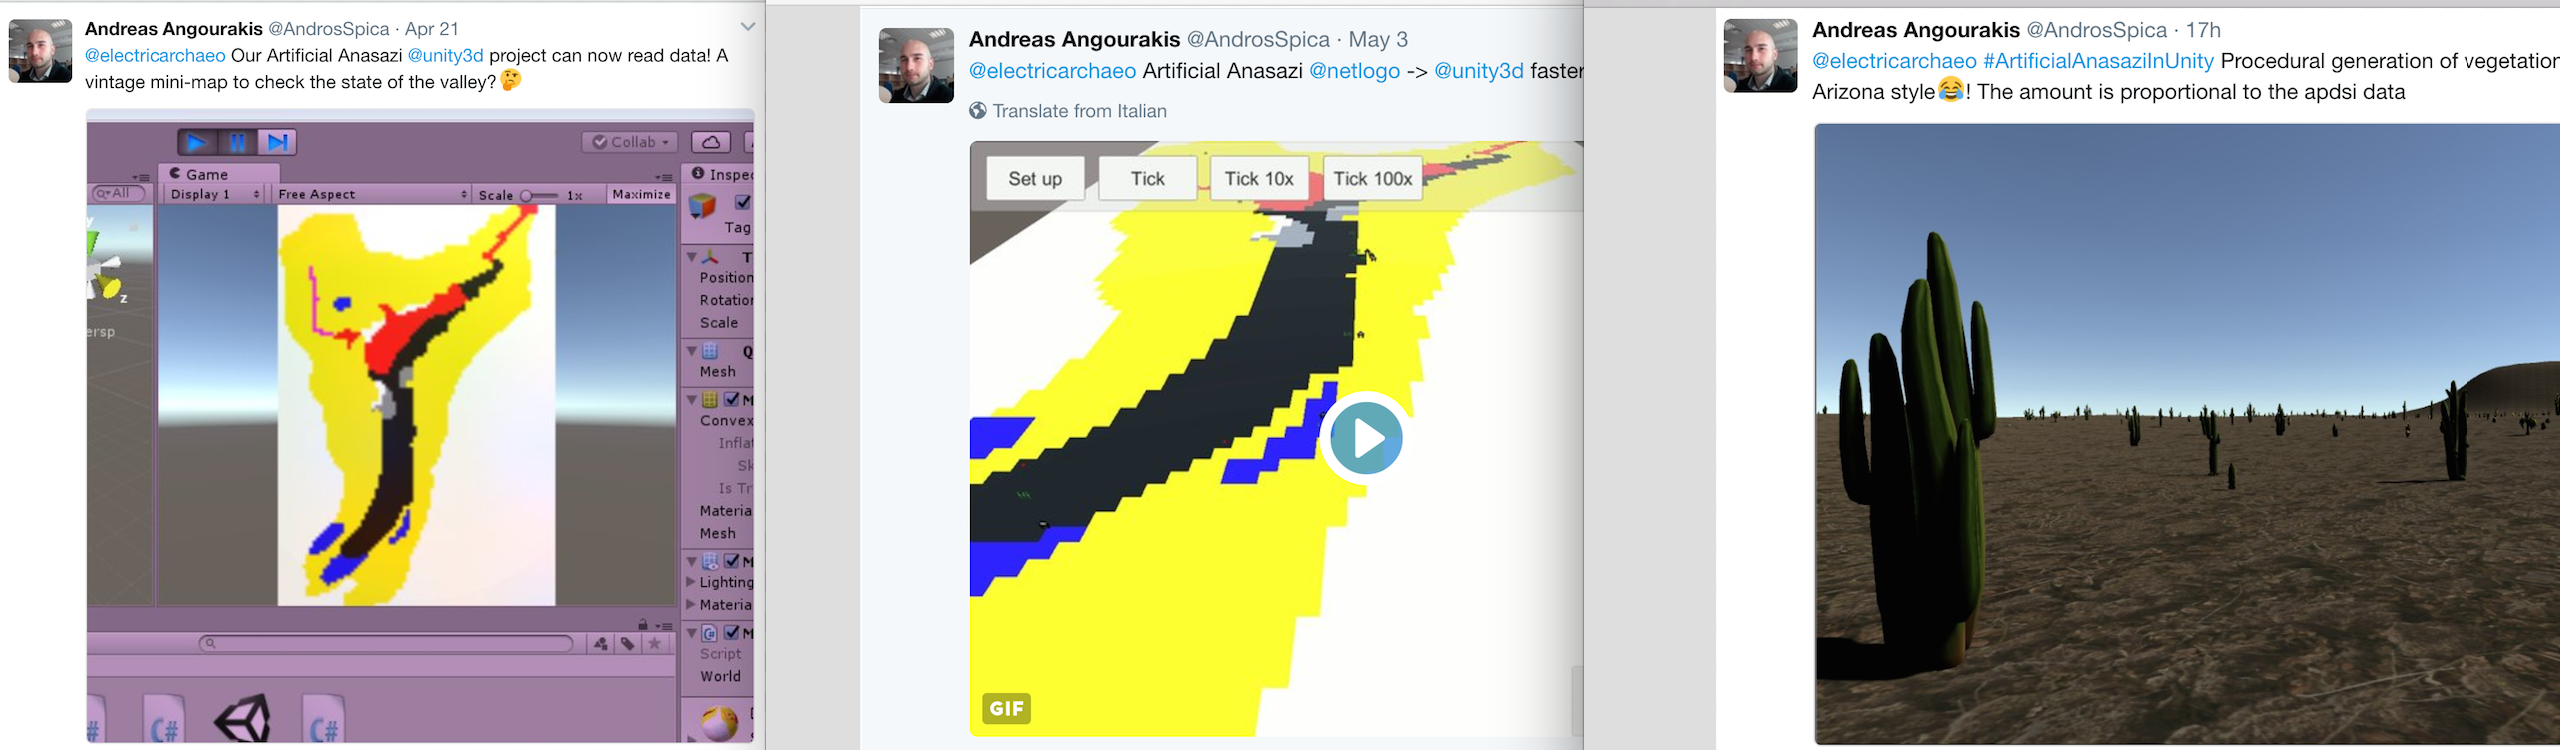 Andreas Angourakis @AndrosSpica · Apr 21
@electricarchaeo Our Artificial Anasazi @unity3d project can now read data! A
vintage mini-map to check the state of the valley?🤔
Collab
Game
Inspec
All
Display 1
Free Aspect
Scale 1x
Maximize
Tag
y
z
ersp
T
Position
Rotation
Scale
Q
Mesh
M
Convex
Inflat
Sk
Is Tr
Materia
Mesh
M
Lighting
Materia
M
Script
World
#
C#
C#
C#
Andreas Angourakis @AndrosSpica · May 3
@electricarchaeo Artificial Anasazi @netlogo -> @unity3d faster
Translate from Italian
Set up
Tick
Tick 10x
Tick 100x
GIF
Andreas Angourakis @AndrosSpica · 17h
@electricarchaeo #ArtificialAnasaziInUnity Procedural generation of vegetation
Arizona style😂! The amount is proportional to the apdsi data